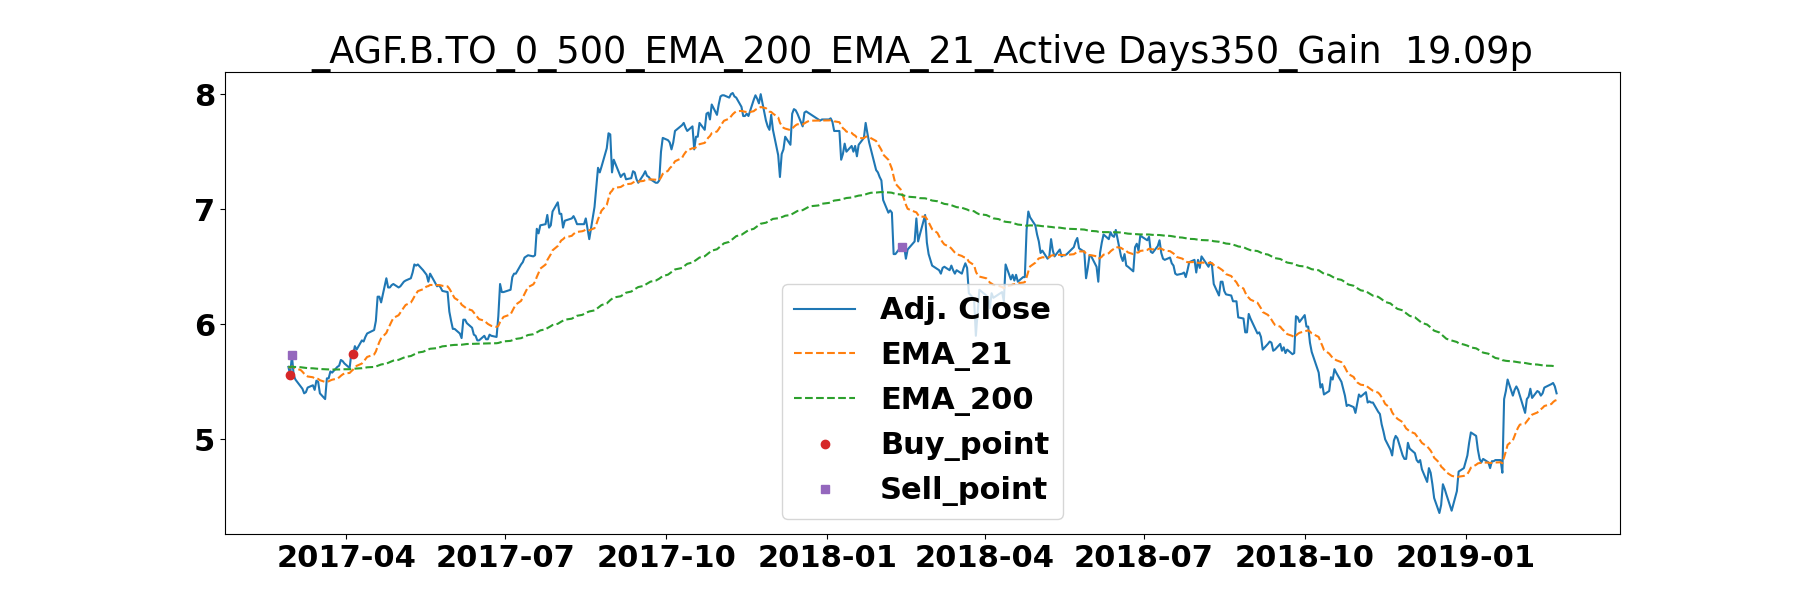 _AGF.B.TO_0_500_EMA_200_EMA_21_Active Days350_Gain  19.09p
8
7
6
5
Adj. Close
EMA_21
EMA_200
Buy_point
Sell_point
2017-04 2017-07 2017-10 2018-01 2018-04 2018-07 2018-10 2019-01